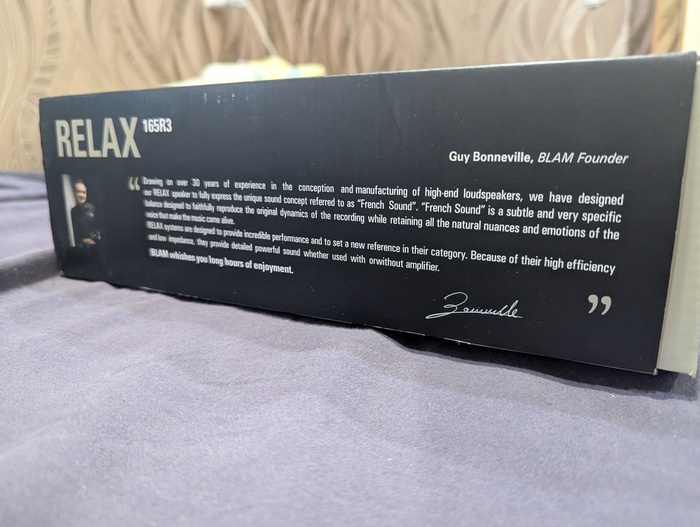 RELAX 165R3
Guy Bonneville, BLAM Founder
“ Drawing on over 30 years of experience in the conception and manufacturing of high-end loudspeakers, we have designed
our RELAX speaker to fully express the unique sound concept referred to as “French Sound”. “French Sound” is a subtle and very specific
balance designed to faithfully reproduce the original dynamics of the recording while retaining all the natural nuances and emotions of the
voice that make the music come alive.
RELAX systems are designed to provide incredible performance and to set a new reference in their category. Because of their high efficiency
and low impedance, they provide detailed powerful sound whether used with orwithout amplifier.
BLAM whishes you long hours of enjoyment.
Bonneville ”